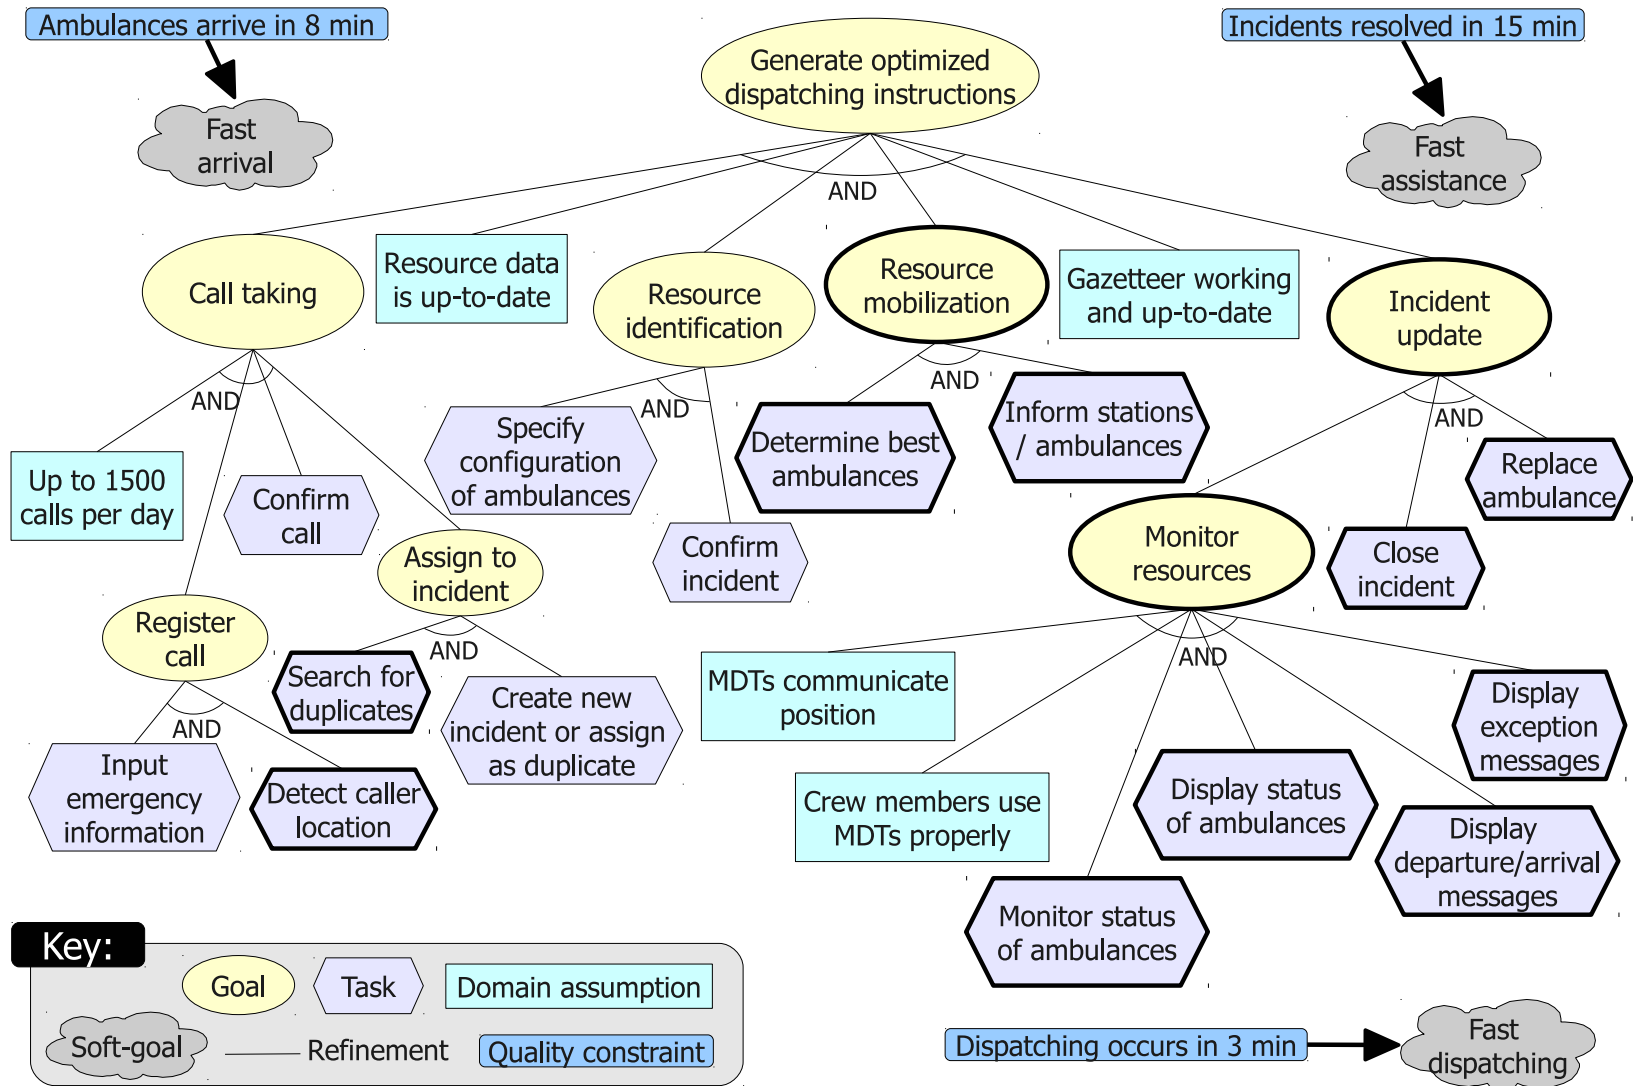 Ambulances arrive in 8 min
Incidents resolved in 15 min
Generate optimized
dispatching instructions
Fast
arrival
Fast
assistance
AND
Call taking
Resource data
is up-to-date
Resource
identification
Resource
mobilization
Gazetteer working
and up-to-date
Incident
update
AND
AND
AND
AND
Up to 1500
calls per day
Confirm
call
Specify
configuration
of ambulances
Determine best
ambulances
Inform stations
/ ambulances
Replace
ambulance
Assign to
incident
Confirm
incident
Monitor
resources
Close
incident
Register
call
AND
AND
Search for
duplicates
Create new
incident or assign
as duplicate
MDTs communicate
position
Display
exception
messages
AND
Input
emergency
information
Detect caller
location
Crew members use
MDTs properly
Display status
of ambulances
Display
departure/arrival
messages
Monitor status
of ambulances
Key:
Goal
Task
Domain assumption
Soft-goal
Refinement
Quality constraint
Dispatching occurs in 3 min
Fast
dispatching